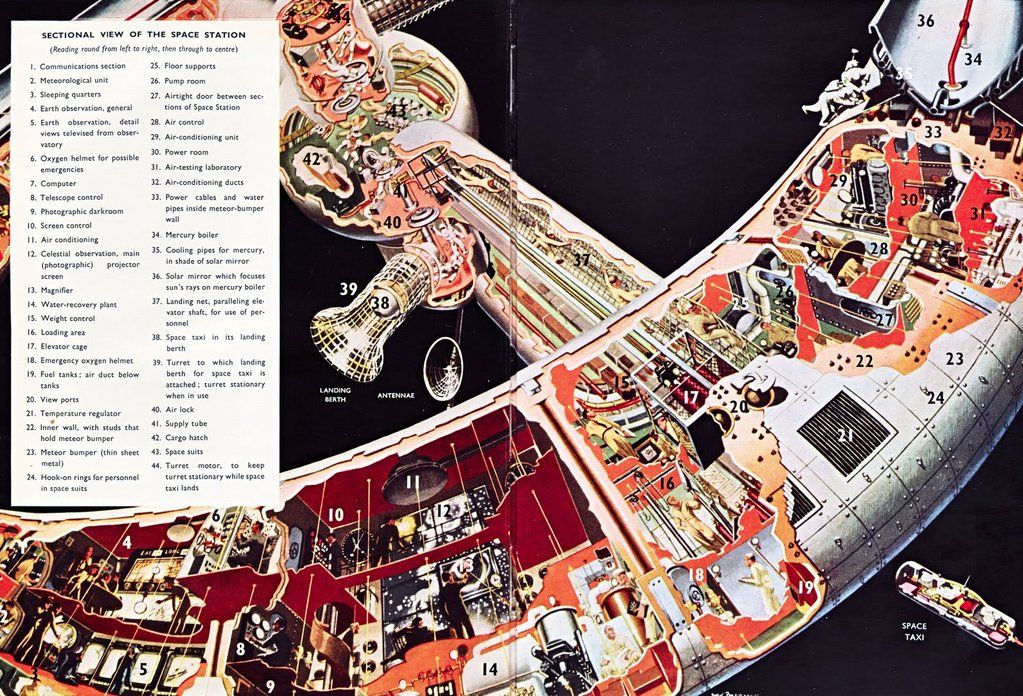 SECTIONAL VIEW OF THE SPACE STATION
(Reading round from left to right, then through to centre)
1. Communications section
2. Meteorological unit
3. Sleeping quarters
4. Earth observation, general
5. Earth observation, detail
views televised from obser-
vatory
6. Oxygen helmet for possible
emergencies
7. Computer
8. Telescope control
9. Photographic darkroom
10. Screen control
11. Air conditioning
12. Celestial observation, main
(photographic) projector
screen
13. Magnifier
14. Water-recovery plant
15. Weight control
16. Loading area
17. Elevator cage
18. Emergency oxygen helmet
19. Fuel tanks; air duct below
tanks
20. View ports
21. Temperature regulator
22. Inner wall, with studs that
hold meteor bumper
23. Meteor bumper (thin sheet
metal)
24. Hook-on rings for personnel
in space suits
25. Floor supports
26. Pump room
27. Airtight door between sec-
tions of Space Station
28. Air control
29. Air-conditioning unit
30. Power room
31. Air-testing laboratory
32. Air-conditioning ducts
33. Power cables and water
pipes inside meteor-bumper
wall
34. Mercury boiler
35. Cooling pipes for mercury,
in shade of solar mirror
36. Solar mirror which focuses
sun's rays on mercury boiler
37. Landing net, paralleling ele-
vator shaft, for use of per-
sonnel
38. Space taxi in its landing
berth
39. Turret to which landing
berth for space taxi is
attached; turret stationary
when in use
40. Air lock
41. Supply tube
42. Cargo hatch
43. Space suits
44. Turret motor, to keep
turret stationary while space
taxi lands
44
36
34
35
43
33
32
42
29
30
31
41
40
28
37
39
38
25
26
27
LANDING
BERTH
ANTENNAE
22
23
15
17
24
20
21
11
16
6
10
12
4
13
18
19
2
8
5
14
9
SPACE
TAXI